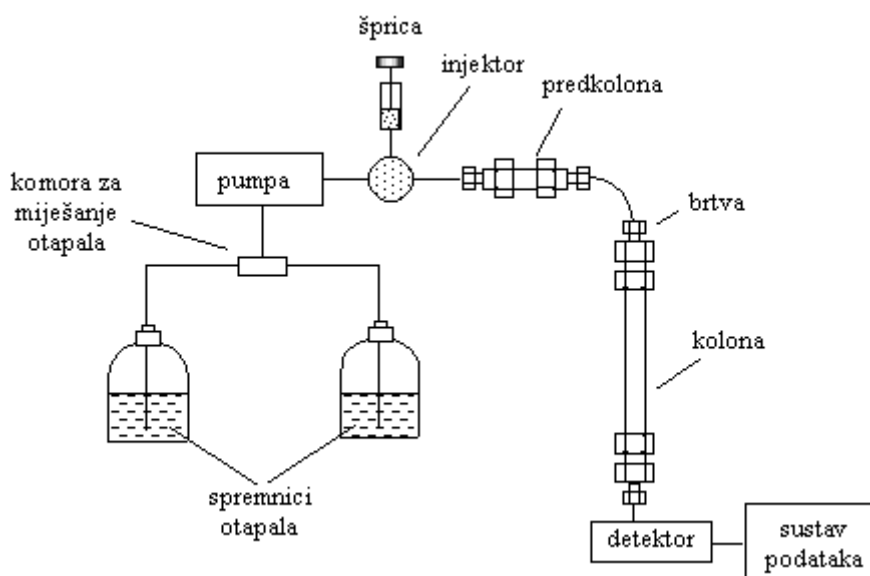 šprica
injektor
predkolona
pumpa
komora za
miješanje
otapala
brtva
kolona
spremnici
otapala
detektor
sustav
podataka